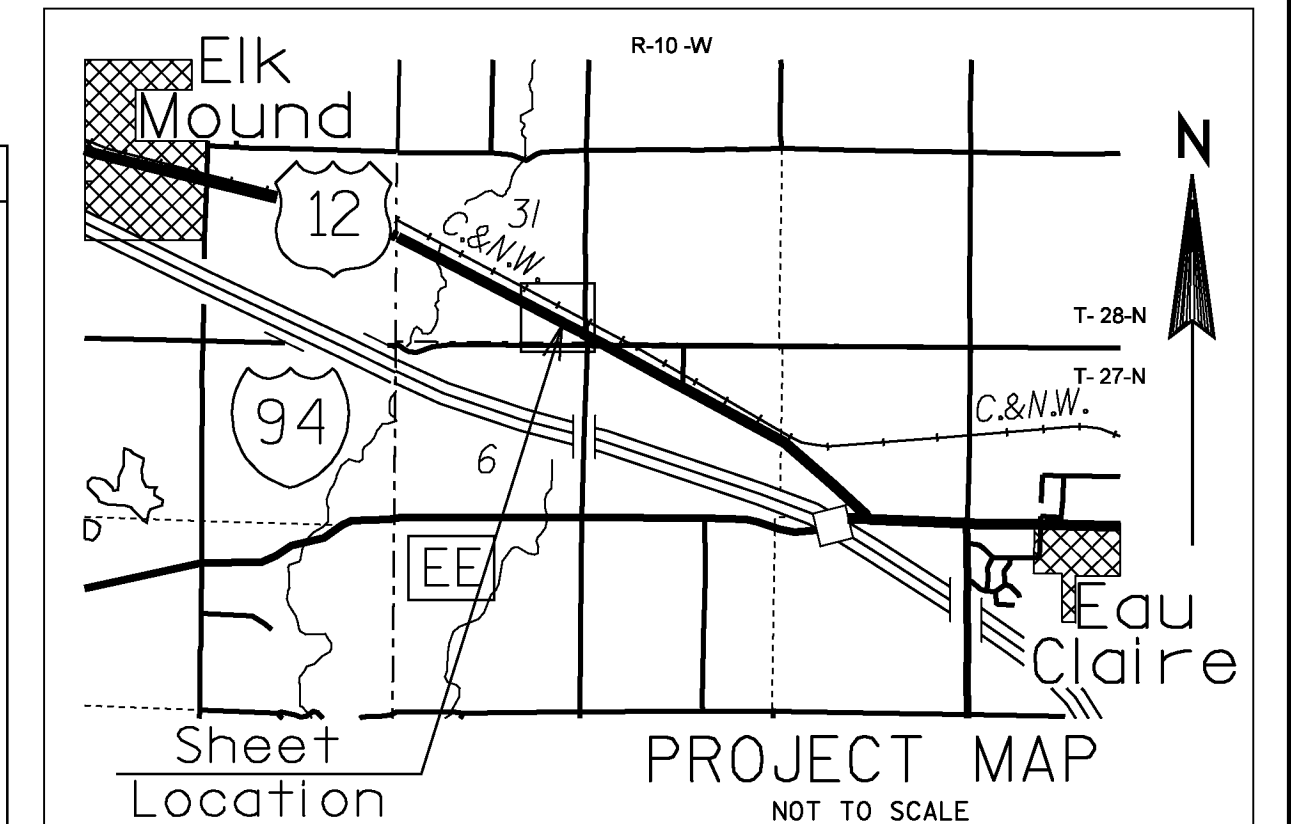 R-10 -W
Elk
Mound
N
12
31
C.&N.W.
T- 28-N
T- 27-N
C.&N.W.
94
6
D
EE
Eau
Claire
Sheet
Location
PROJECT MAP
NOT TO SCALE